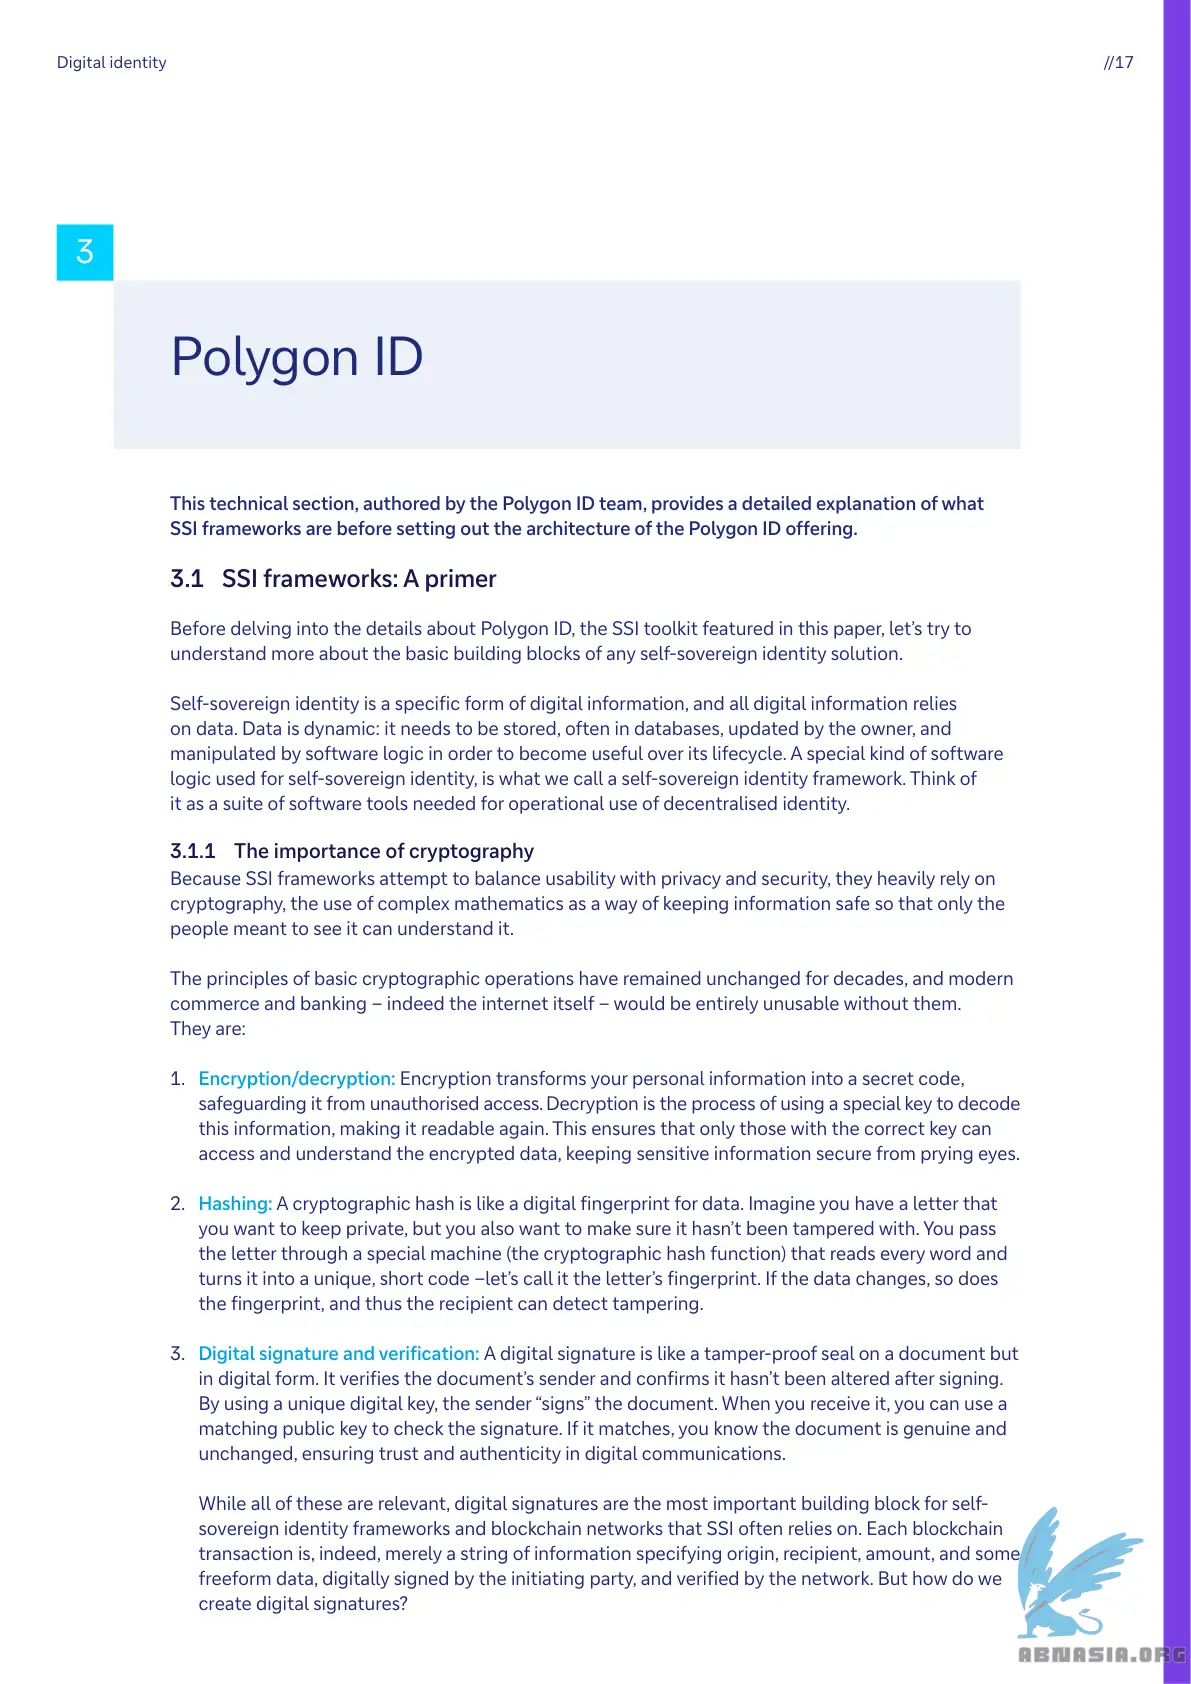 Digital identity
//17
3
Polygon ID
This technical section, authored by the Polygon ID team, provides a detailed explanation of what
SSI frameworks are before setting out the architecture of the Polygon ID offering.
3.1 SSI frameworks: A primer
Before delving into the details about Polygon ID, the SSI toolkit featured in this paper, let’s try to
understand more about the basic building blocks of any self-sovereign identity solution.
Self-sovereign identity is a specific form of digital information, and all digital information relies
on data. Data is dynamic: it needs to be stored, often in databases, updated by the owner, and
manipulated by software logic in order to become useful over its lifecycle. A special kind of software
logic used for self-sovereign identity, is what we call a self-sovereign identity framework. Think of
it as a suite of software tools needed for operational use of decentralised identity.
3.1.1 The importance of cryptography
Because SSI frameworks attempt to balance usability with privacy and security, they heavily rely on
cryptography, the use of complex mathematics as a way of keeping information safe so that only the
people meant to see it can understand it.
The principles of basic cryptographic operations have remained unchanged for decades, and modern
commerce and banking – indeed the internet itself – would be entirely unusable without them.
They are:
1. Encryption/decryption: Encryption transforms your personal information into a secret code,
safeguarding it from unauthorised access. Decryption is the process of using a special key to decode
this information, making it readable again. This ensures that only those with the correct key can
access and understand the encrypted data, keeping sensitive information secure from prying eyes.
2. Hashing: A cryptographic hash is like a digital fingerprint for data. Imagine you have a letter that
you want to keep private, but you also want to make sure it hasn’t been tampered with. You pass
the letter through a special machine (the cryptographic hash function) that reads every word and
turns it into a unique, short code –let’s call it the letter’s fingerprint. If the data changes, so does
the fingerprint, and thus the recipient can detect tampering.
3. Digital signature and verification: A digital signature is like a tamper-proof seal on a document but
in digital form. It verifies the document’s sender and confirms it hasn’t been altered after signing.
By using a unique digital key, the sender “signs” the document. When you receive it, you can use a
matching public key to check the signature. If it matches, you know the document is genuine and
unchanged, ensuring trust and authenticity in digital communications.
While all of these are relevant, digital signatures are the most important building block for self-
sovereign identity frameworks and blockchain networks that SSI often relies on. Each blockchain
transaction is, indeed, merely a string of information specifying origin, recipient, amount, and some
freeform data, digitally signed by the initiating party, and verified by the network. But how do we
create digital signatures?
ABNASIA.ORG